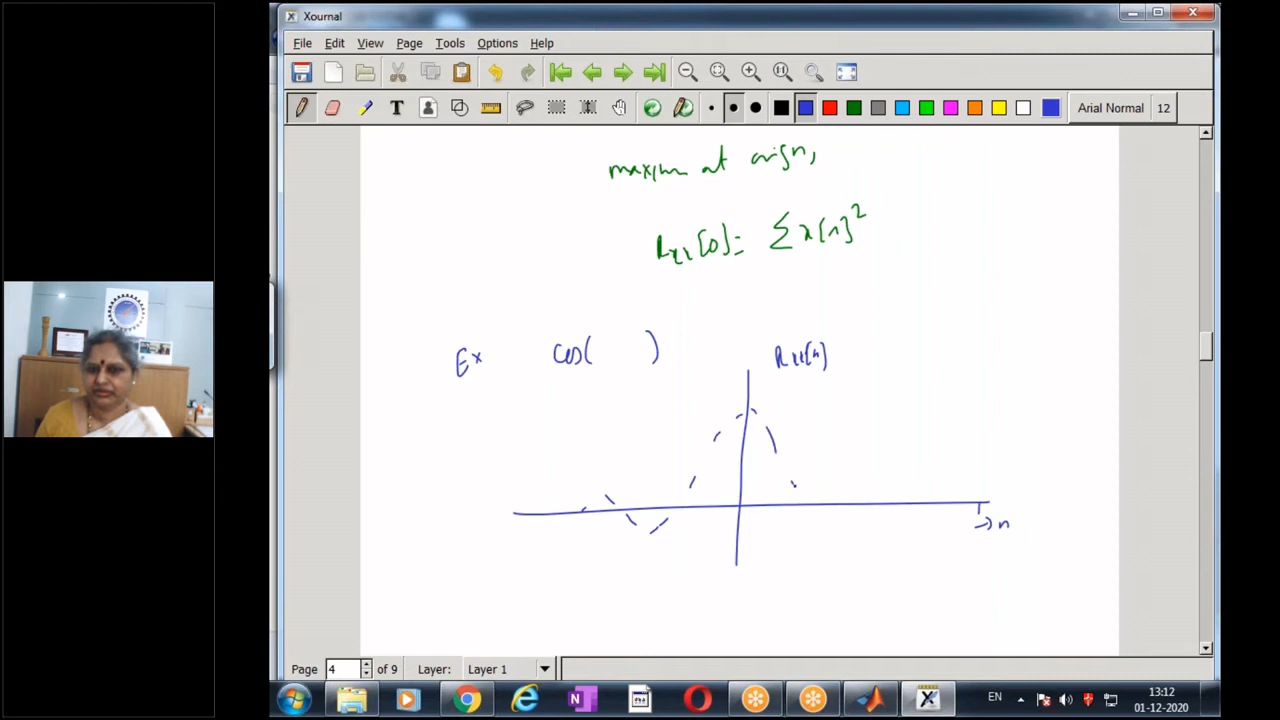 Xournal
File Edit View Page Tools Options Help
Arial Normal 12
maxim at origin,
Rxx[0]= ∑x[n]²
Ex cos( ) Rxx[n]
→n
Page 4 of 9 Layer: Layer 1
EN
13:12
01-12-2020